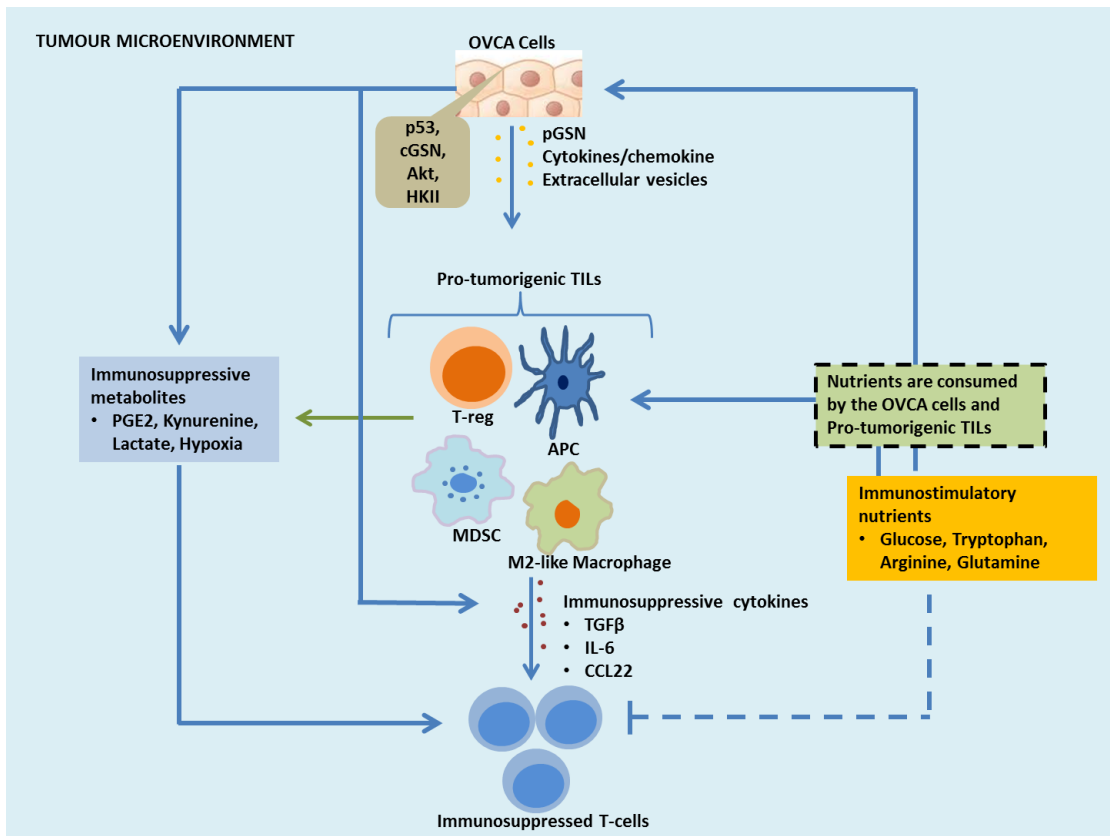 TUMOUR MICROENVIRONMENT
OVCA Cells
p53,
cGSN,
Akt,
HKII
pGSN
Cytokines/chemokine
Extracellular vesicles
Pro-tumorigenic TILs
Immunosuppressive
metabolites
• PGE2, Kynurenine,
Lactate, Hypoxia
T-reg
APC
MDSC
M2-like Macrophage
Nutrients are consumed
by the OVCA cells and
Pro-tumorigenic TILs
Immunostimulatory
nutrients
• Glucose, Tryptophan,
Arginine, Glutamine
Immunosuppressive cytokines
• TGFβ
• IL-6
• CCL22
Immunosuppressed T-cells